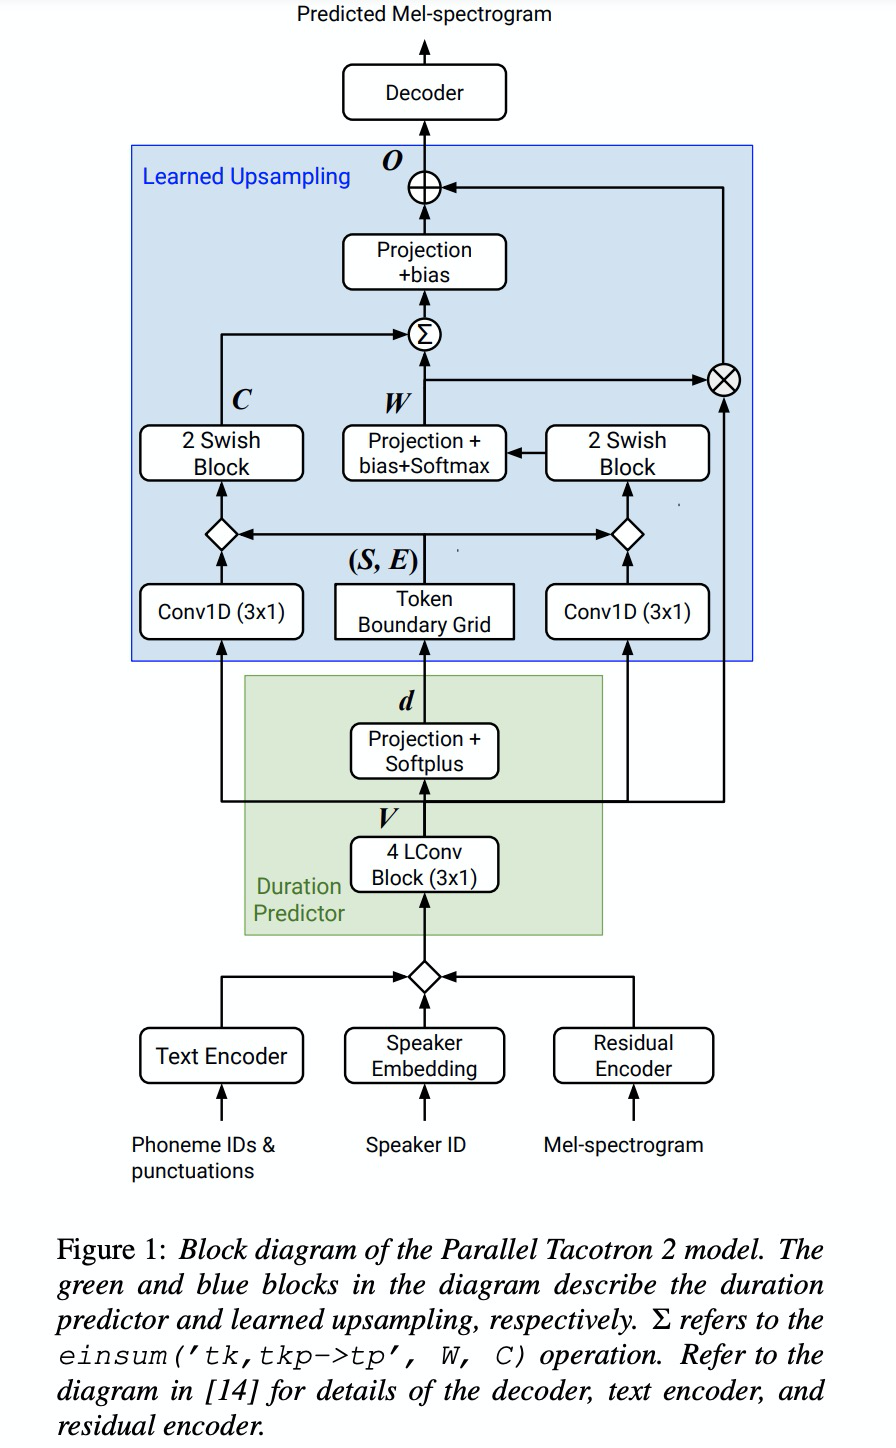 Predicted Mel-spectrogram
Decoder
O
Learned Upsampling
Projection
+bias
Σ
C
W
2 Swish
Block
Projection +
bias+Softmax
2 Swish
Block
(S, E)
Conv1D (3x1)
Token
Boundary Grid
Conv1D (3x1)
d
Projection +
Softplus
V
4 LConv
Block (3x1)
Duration
Predictor
Text Encoder
Speaker
Embedding
Residual
Encoder
Phoneme IDs &
punctuations
Speaker ID
Mel-spectrogram
Figure 1: Block diagram of the Parallel Tacotron 2 model. The
green and blue blocks in the diagram describe the duration
predictor and learned upsampling, respectively. Σ refers to the
einsum('tk,tkp->tp', W, C) operation. Refer to the
diagram in [14] for details of the decoder, text encoder, and
residual encoder.